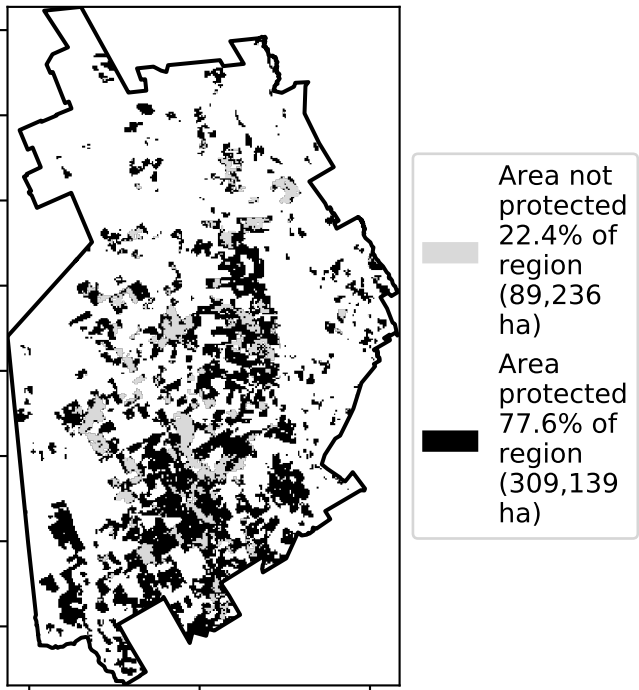 Area not
protected
22.4% of
region
(89,236
ha)
Area
protected
77.6% of
region
(309,139
ha)